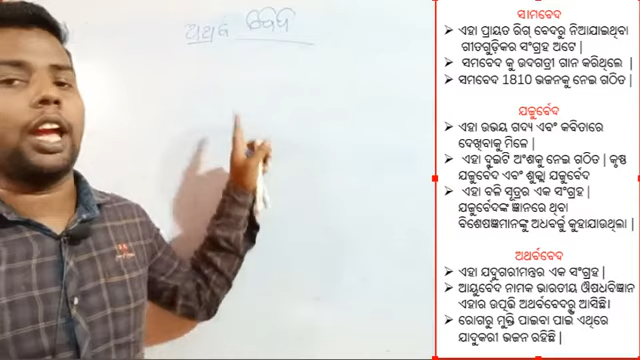 ସାମବେଦ
ଏହା ପ୍ରାୟତ ରିଗ୍ ବେଦରୁ ନିଆଯାଇଥିବା
ଗୀତଗୁଡ଼ିକର ସଂଗ୍ରହ ଅଟେ |
ସମବେଦ କୁ ଉଦଗତ୍ରୀ ଗାନ କରିଥିଲେ |
ସମବେଦ 1810 ଭଜନକୁ ନେଇ ଗଠିତ |
ଯଜୁର୍ବେଦ
ଏହା ଉଭୟ ଗଦ୍ୟ ଏବଂ କବିତାରେ
ଦେଖିବାକୁ ମିଳେ |
ଏହା ଦୁଇଟି ଅଂଶକୁ ନେଇ ଗଠିତ | କୃଷ୍ଣ
ଯଜୁର୍ବେଦ ଏବଂ ଶୁକ୍ଲା ଯଜୁର୍ବେଦ
ଏହା ବଳି ସୂତ୍ରର ଏକ ସଂଗ୍ରହ |
ଯଜୁର୍ବେଦଙ୍କ ଜ୍ଞାନରେ ଥିବା
ବିଶେଷଜ୍ଞମାନଙ୍କୁ ଅଧବର୍ଜୁ କୁହାଯାଉଥିଲା |
ଅଥର୍ବବେଦ
ଏହା ଯଦୁଗରୀମନ୍ତ୍ରର ଏକ ସଂଗ୍ରହ |
ଆୟୁର୍ବେଦ ନାମକ ଭାରତୀୟ ଔଷଧବିଜ୍ଞାନ
ଏହାର ଉତ୍ପତ୍ତି ଅଥର୍ବବେଦରୁ ଆସିଛି।
ରୋଗରୁ ମୁକ୍ତି ପାଇବା ପାଇଁ ଏଥିରେ
ଯାଦୁକରୀ ଭଜନ ରହିଛି |